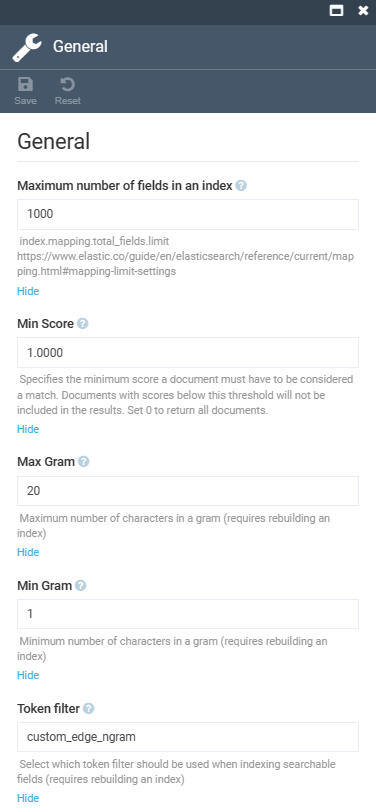 General
Save Reset
General
Maximum number of fields in an index ?
1000
index.mapping.total_fields.limit
https://www.elastic.co/guide/en/elasticsearch/reference/current/map
ping.html#mapping-limit-settings
Hide
Min Score ?
1.0000
Specifies the minimum score a document must have to be considered
a match. Documents with scores below this threshold will not be
included in the results. Set 0 to return all documents.
Hide
Max Gram ?
20
Maximum number of characters in a gram (requires rebuilding an
index)
Hide
Min Gram ?
1
Minimum number of characters in a gram (requires rebuilding an
index)
Hide
Token filter ?
custom_edge_ngram
Select which token filter should be used when indexing searchable
fields (requires rebuilding an index)
Hide